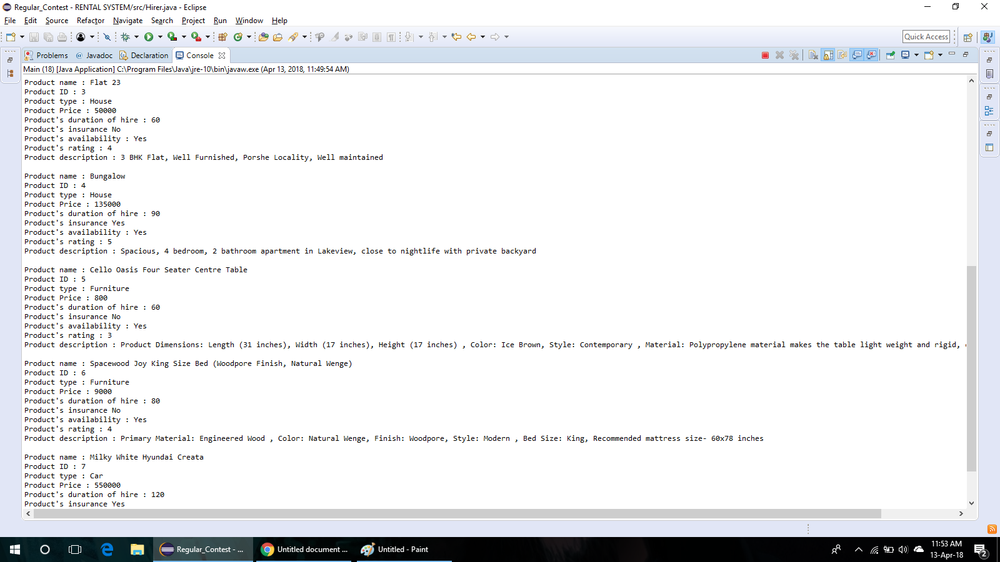 Regular_Contest - RENTAL SYSTEM/src/Hirer.java - Eclipse
File Edit Source Refactor Navigate Search Project Run Window Help
Quick Access
Problems @ Javadoc Declaration Console
Main (18) [Java Application] C:\Program Files\Java\jre-10\bin\javaw.exe (Apr 13, 2018, 11:49:54 AM)
Product name : Flat 23
Product ID : 3
Product type : House
Product Price : 50000
Product's duration of hire : 60
Product's insurance No
Product's availability : Yes
Product's rating : 4
Product description : 3 BHK Flat, Well Furnished, Porshe Locality, Well maintained
Product name : Bungalow
Product ID : 4
Product type : House
Product Price : 135000
Product's duration of hire : 90
Product's insurance Yes
Product's availability : Yes
Product's rating : 5
Product description : Spacious, 4 bedroom, 2 bathroom apartment in Lakeview, close to nightlife with private backyard
Product name : Cello Oasis Four Seater Centre Table
Product ID : 5
Product type : Furniture
Product Price : 800
Product's duration of hire : 60
Product's insurance No
Product's availability : Yes
Product's rating : 3
Product description : Product Dimensions: Length (31 inches), Width (17 inches), Height (17 inches) , Color: Ice Brown, Style: Contemporary , Material: Polypropylene material makes the table light weight and rigid,
Product name : Spacewood Joy King Size Bed (Woodpore Finish, Natural Wenge)
Product ID : 6
Product type : Furniture
Product Price : 9000
Product's duration of hire : 80
Product's insurance No
Product's availability : Yes
Product's rating : 4
Product description : Primary Material: Engineered Wood , Color: Natural Wenge, Finish: Woodpore, Style: Modern , Bed Size: King, Recommended mattress size- 60x78 inches
Product name : Milky White Hyundai Creata
Product ID : 7
Product type : Car
Product Price : 550000
Product's duration of hire : 120
Product's insurance Yes
Regular_Contest - ...
Untitled document ...
Untitled - Paint
11:53 AM
13-Apr-18
2